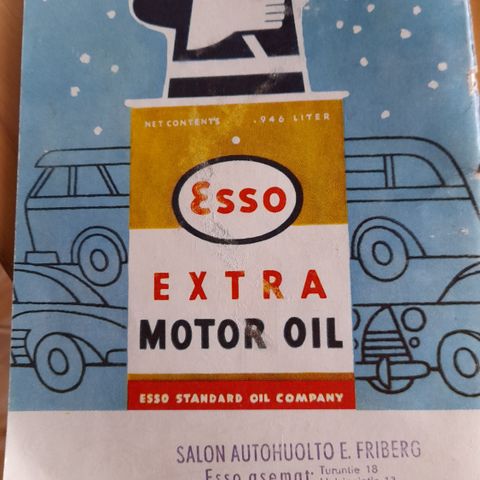 NET CONTENTS .946 LITER
Esso
EXTRA
MOTOR OIL
ESSO STANDARD OIL COMPANY
SALON AUTOHUOLTO E. FRIBERG
Esso asemat: Turuntie 18